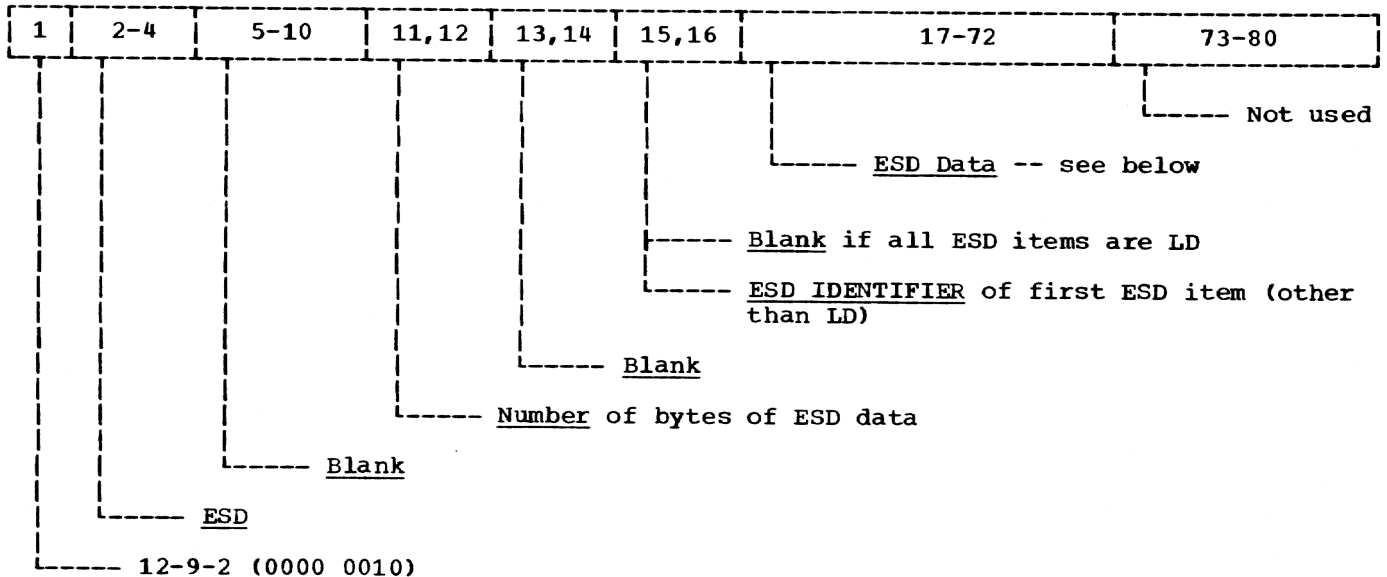 1 2-4 5-10 11,12 13,14 15,16 17-72 73-80
Not used
ESD Data -- see below
Blank if all ESD items are LD
ESD IDENTIFIER of first ESD item (other
than LD)
Blank
Number of bytes of ESD data
Blank
ESD
12-9-2 (0000 0010)